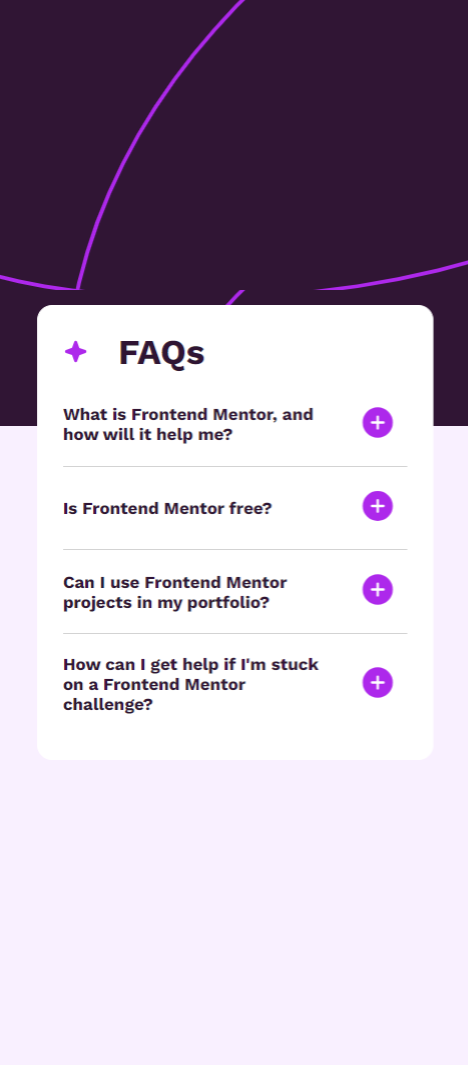 FAQs
What is Frontend Mentor, and
how will it help me?
Is Frontend Mentor free?
Can I use Frontend Mentor
projects in my portfolio?
How can I get help if I'm stuck
on a Frontend Mentor
challenge?